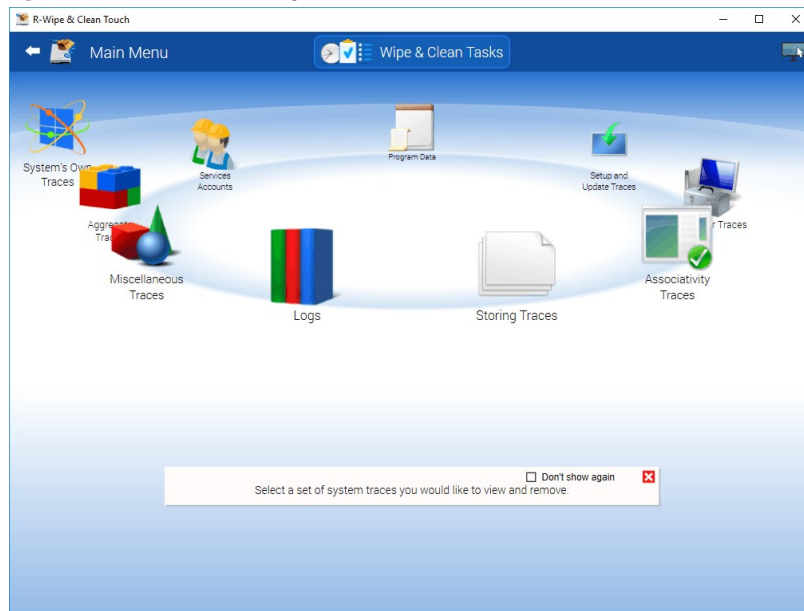 R-Wipe & Clean Touch
Main Menu
Wipe & Clean Tasks
System's Own
Traces
Services
Accounts
Program Data
Setup and
Update Traces
r Traces
Miscellaneous
Traces
Logs
Storing Traces
Associativity
Traces
Don't show again
Select a set of system traces you would like to view and remove.